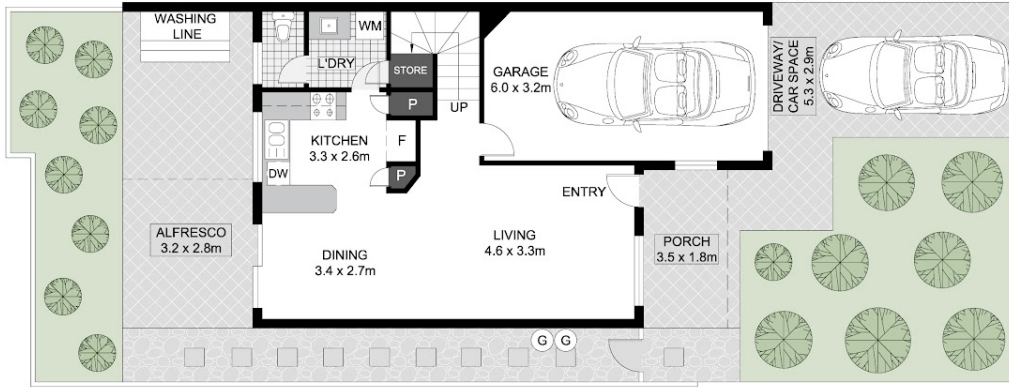 WASHING
LINE
WM
L'DRY
STORE
P
UP
GARAGE
6.0 x 3.2m
DRIVEWAY/
CAR SPACE
5.3 x 2.9m
KITCHEN
3.3 x 2.6m
F
P
DW
ENTRY
ALFRESCO
3.2 x 2.8m
DINING
3.4 x 2.7m
LIVING
4.6 x 3.3m
PORCH
3.5 x 1.8m
G
G